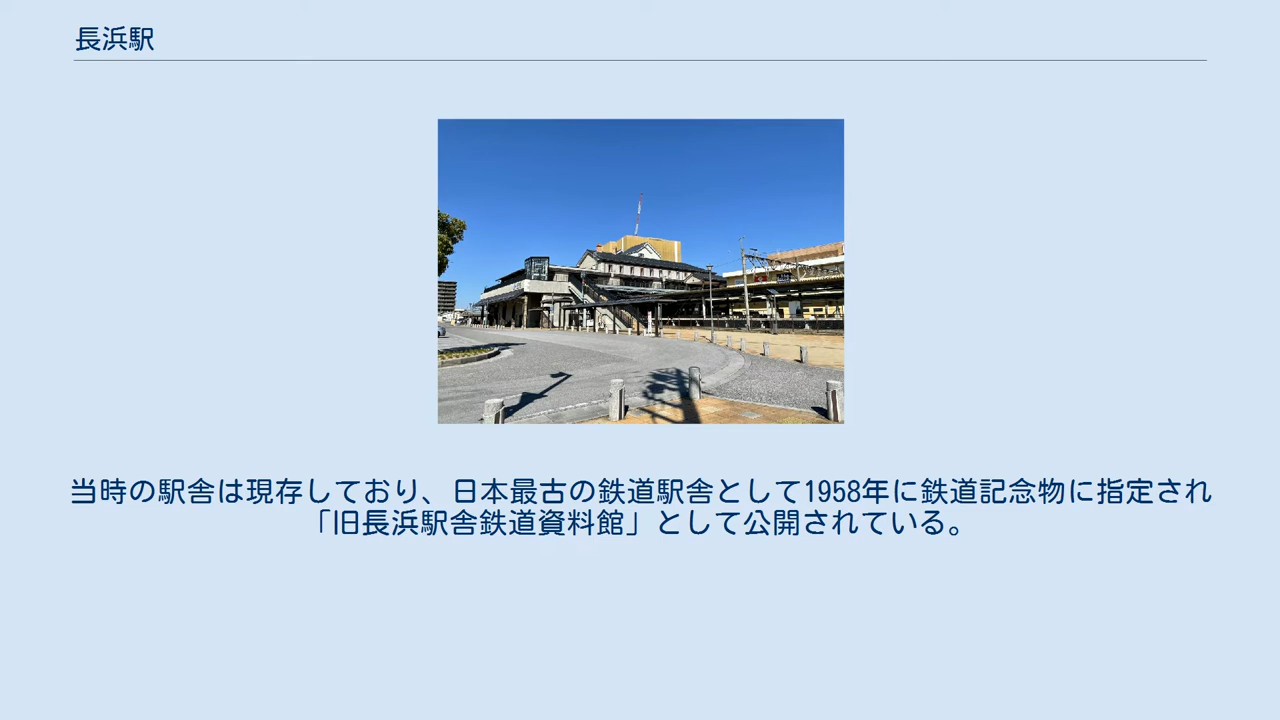 長浜駅
当時の駅舎は現存しており、日本最古の鉄道駅舎として1958年に鉄道記念物に指定され
「旧長浜駅舎鉄道資料館」として公開されている。